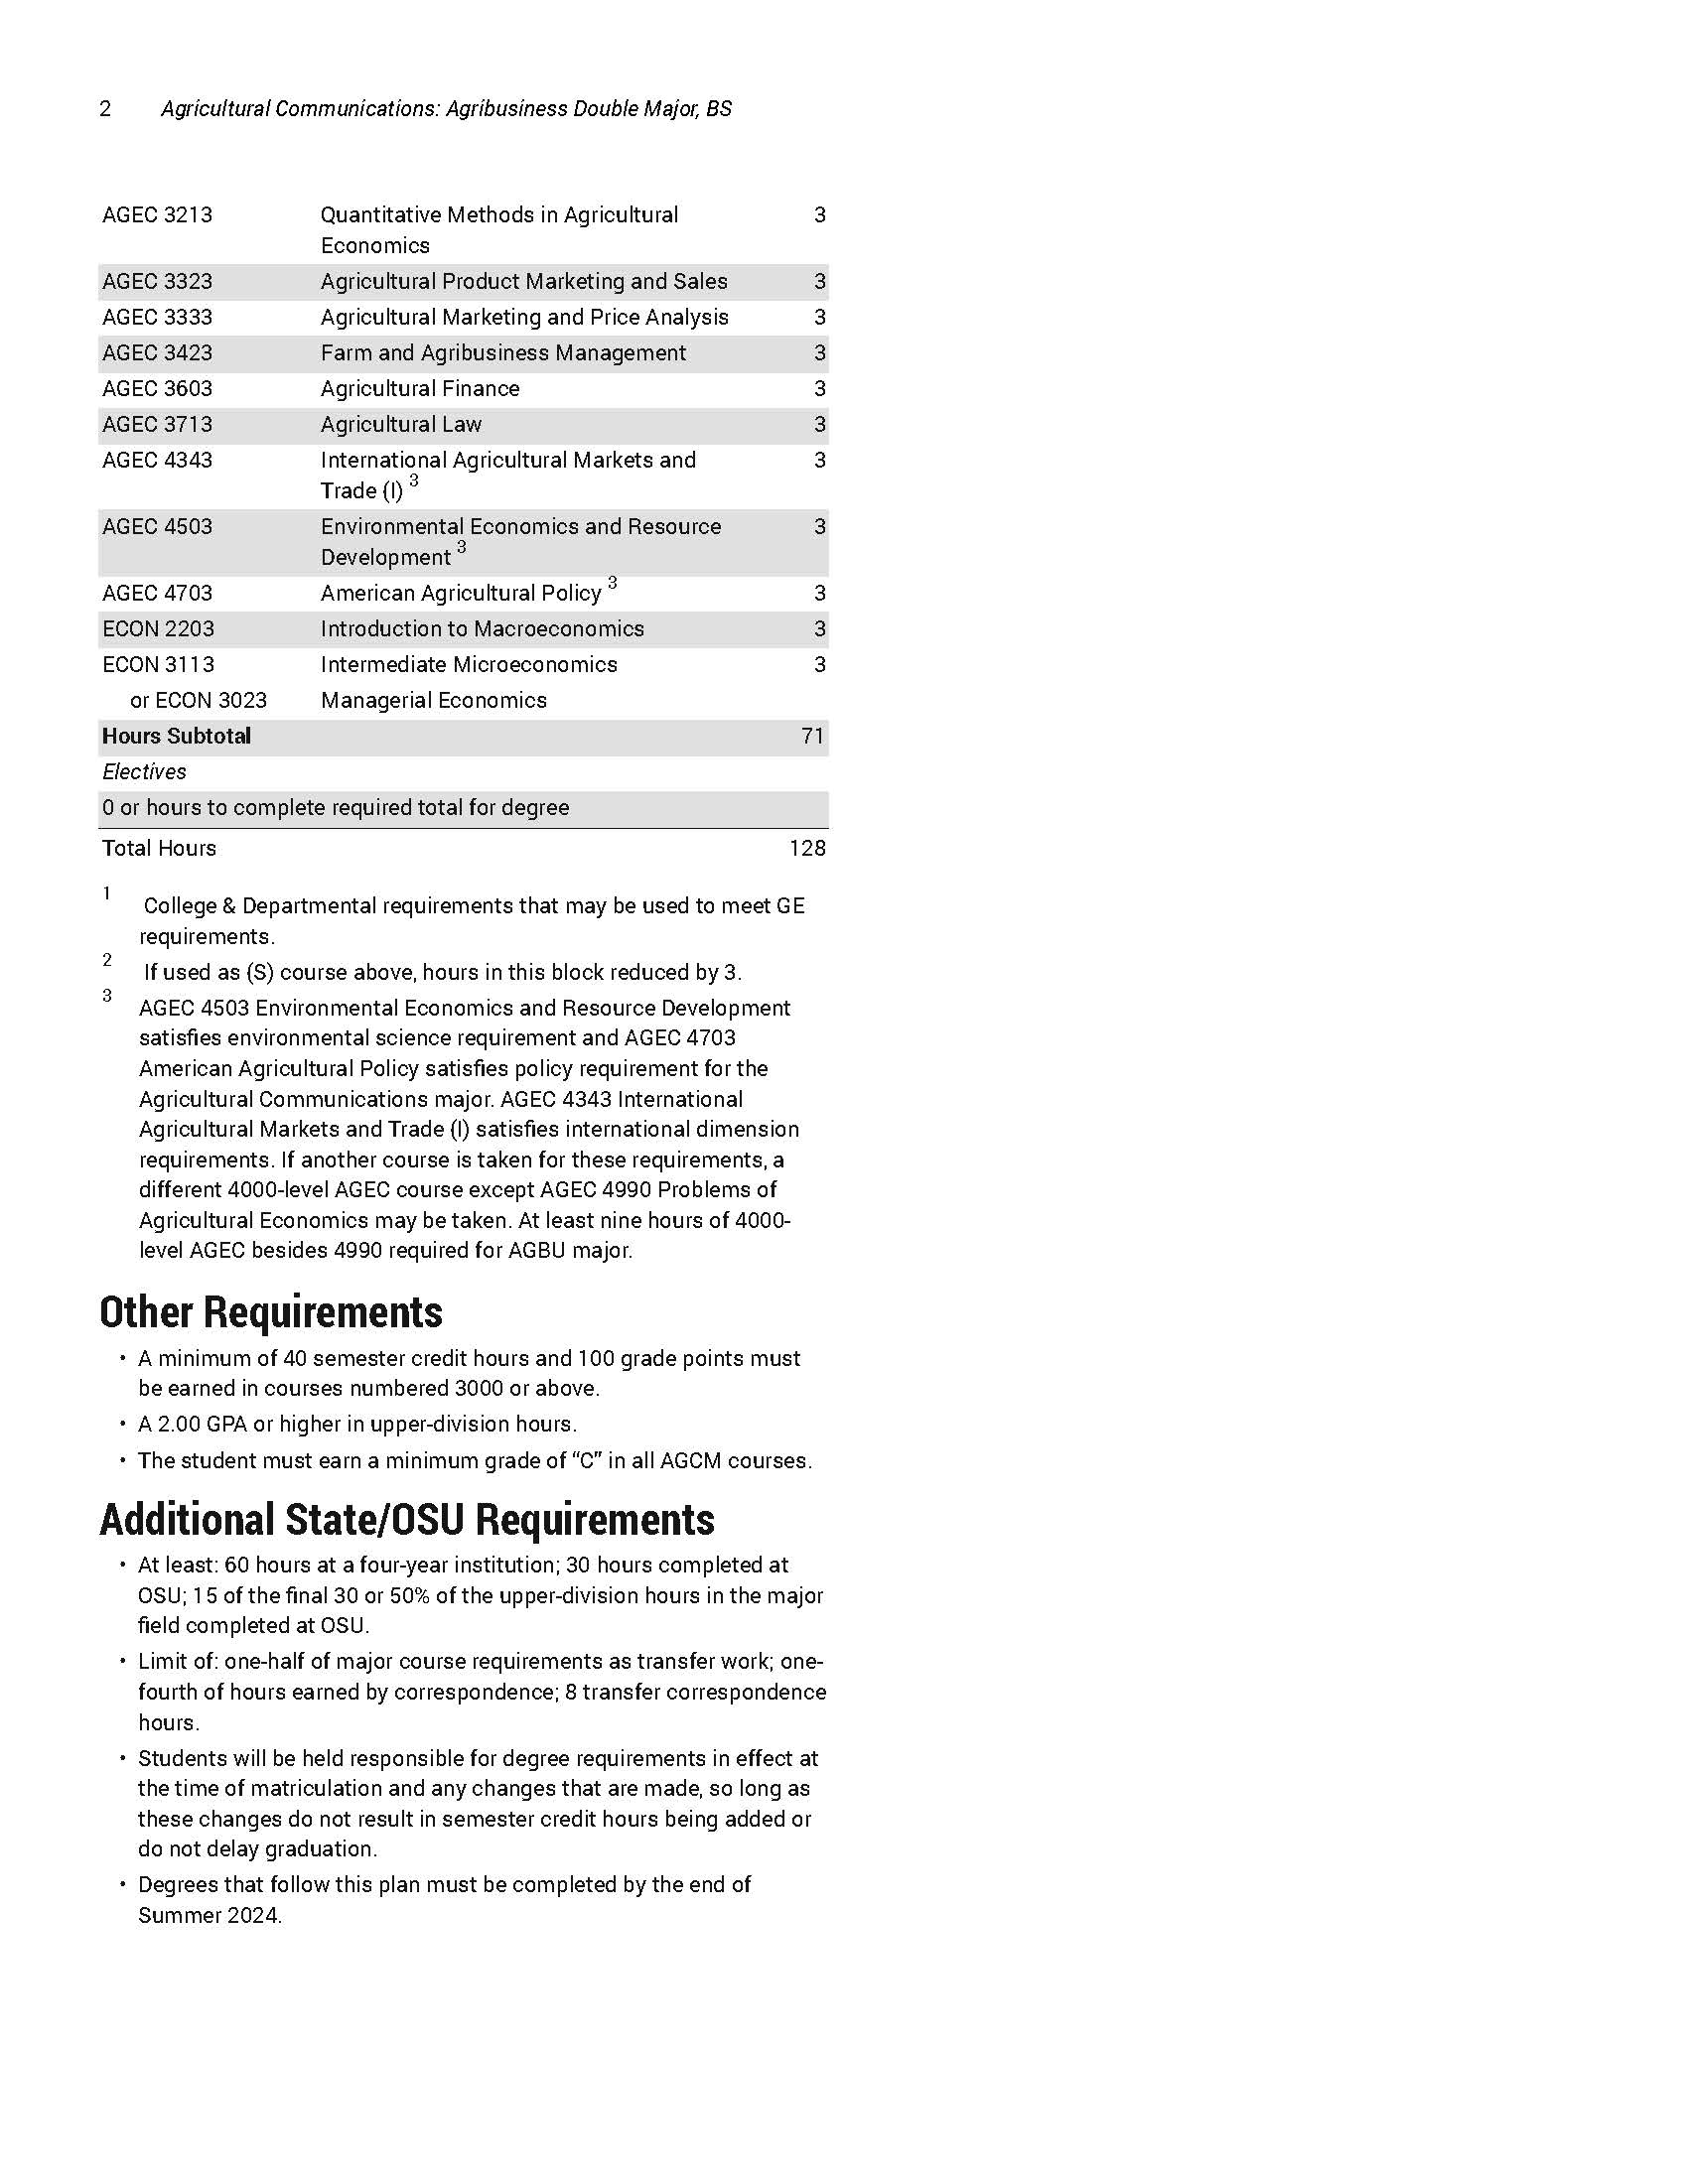 2 Agricultural Communications: Agribusiness Double Major, BS
AGEC 3213 Quantitative Methods in Agricultural 3
Economics
AGEC 3323 Agricultural Product Marketing and Sales 3
AGEC 3333 Agricultural Marketing and Price Analysis 3
AGEC 3423 Farm and Agribusiness Management 3
AGEC 3603 Agricultural Finance 3
AGEC 3713 Agricultural Law 3
AGEC 4343 International Agricultural Markets and 3
Trade (I) 3
AGEC 4503 Environmental Economics and Resource 3
Development 3
AGEC 4703 American Agricultural Policy 3 3
ECON 2203 Introduction to Macroeconomics 3
ECON 3113 Intermediate Microeconomics 3
or ECON 3023 Managerial Economics
Hours Subtotal 71
Electives
0 or hours to complete required total for degree
Total Hours 128
1 College & Departmental requirements that may be used to meet GE
requirements.
2 If used as (S) course above, hours in this block reduced by 3.
3 AGEC 4503 Environmental Economics and Resource Development
satisfies environmental science requirement and AGEC 4703
American Agricultural Policy satisfies policy requirement for the
Agricultural Communications major. AGEC 4343 International
Agricultural Markets and Trade (I) satisfies international dimension
requirements. If another course is taken for these requirements, a
different 4000-level AGEC course except AGEC 4990 Problems of
Agricultural Economics may be taken. At least nine hours of 4000-
level AGEC besides 4990 required for AGBU major.
Other Requirements
• A minimum of 40 semester credit hours and 100 grade points must
be earned in courses numbered 3000 or above.
• A 2.00 GPA or higher in upper-division hours.
• The student must earn a minimum grade of “C” in all AGCM courses.
Additional State/OSU Requirements
• At least: 60 hours at a four-year institution; 30 hours completed at
OSU; 15 of the final 30 or 50% of the upper-division hours in the major
field completed at OSU.
• Limit of: one-half of major course requirements as transfer work; one-
fourth of hours earned by correspondence; 8 transfer correspondence
hours.
• Students will be held responsible for degree requirements in effect at
the time of matriculation and any changes that are made, so long as
these changes do not result in semester credit hours being added or
do not delay graduation.
• Degrees that follow this plan must be completed by the end of
Summer 2024.